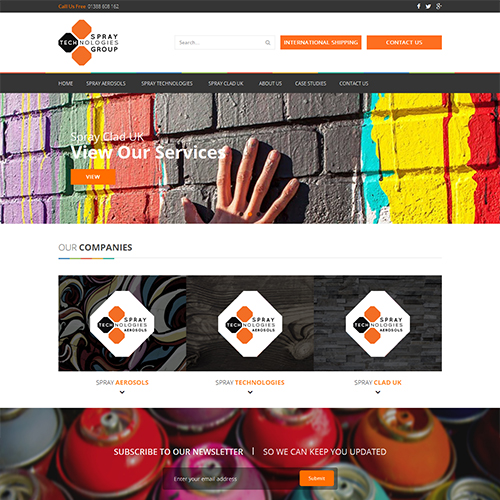 Call Us Free: 01388 608 162
SPRAY
TECHNOLOGIES
GROUP
Search...
INTERNATIONAL SHIPPING
CONTACT US
HOME
SPRAY AEROSOLS
SPRAY TECHNOLOGIES
SPRAY CLAD UK
ABOUT US
CASE STUDIES
CONTACT US
Spray Clad UK
View Our Services
VIEW
OUR COMPANIES
SPRAY
TECHNOLOGIES
AEROSOLS
SPRAY
TECHNOLOGIES
AEROSOLS
SPRAY
TECHNOLOGIES
AEROSOLS
SPRAY AEROSOLS
SPRAY TECHNOLOGIES
SPRAY CLAD UK
SUBSCRIBE TO OUR NEWSLETTER | SO WE CAN KEEP YOU UPDATED
Enter your email address
Submit